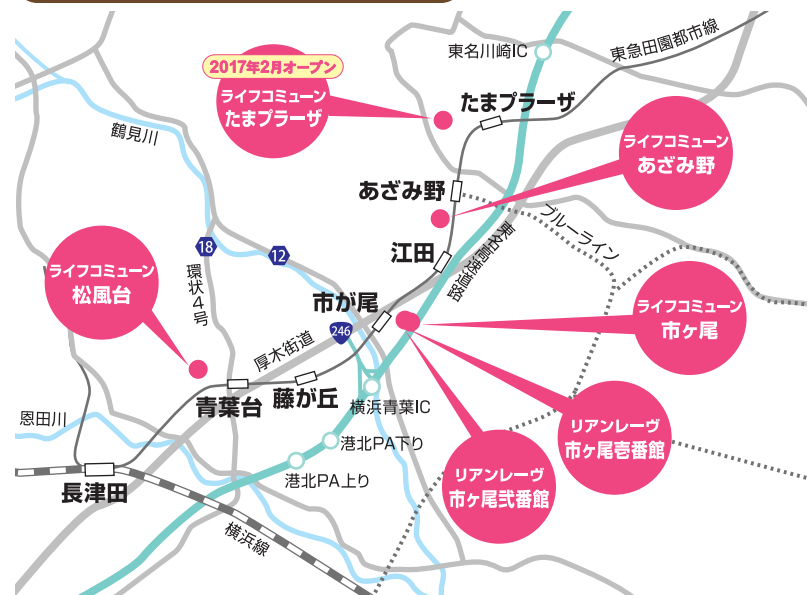 東名川崎IC
東急田園都市線
2017年2月オープン
ライフコミューン
たまプラーザ
たまプラーザ
鶴見川
ライフコミューン
あざみ野
あざみ野
ブルーライン
東名高速道路
江田
18
12
ライフコミューン
松風台
環状4号
市が尾
ライフコミューン
市ヶ尾
246
厚木街道
青葉台
藤が丘
横浜青葉IC
リアンレーヴ
市ヶ尾壱番館
恩田川
港北PA下り
リアンレーヴ
市ヶ尾弐番館
港北PA上り
長津田
横浜線